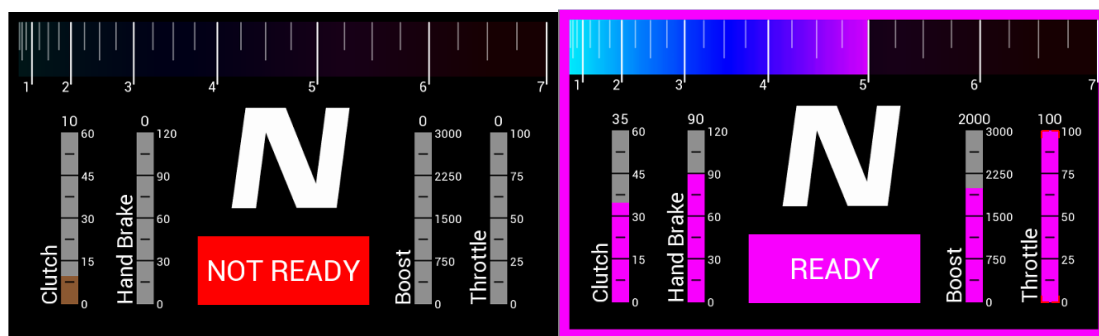 1 2 3 4 5 6 7
10 0 0 0
60 120 3000 100
45 90 2250 75
30 60 1500 50
15 30 750 25
0 0 0 0
Clutch
Hand Brake
N
NOT READY
Boost
Throttle
1 2 3 4 5 6 7
35 90 2000 100
60 120 3000 100
45 90 2250 75
30 60 1500 50
15 30 750 25
0 0 0 0
Clutch
Hand Brake
N
READY
Boost
Throttle